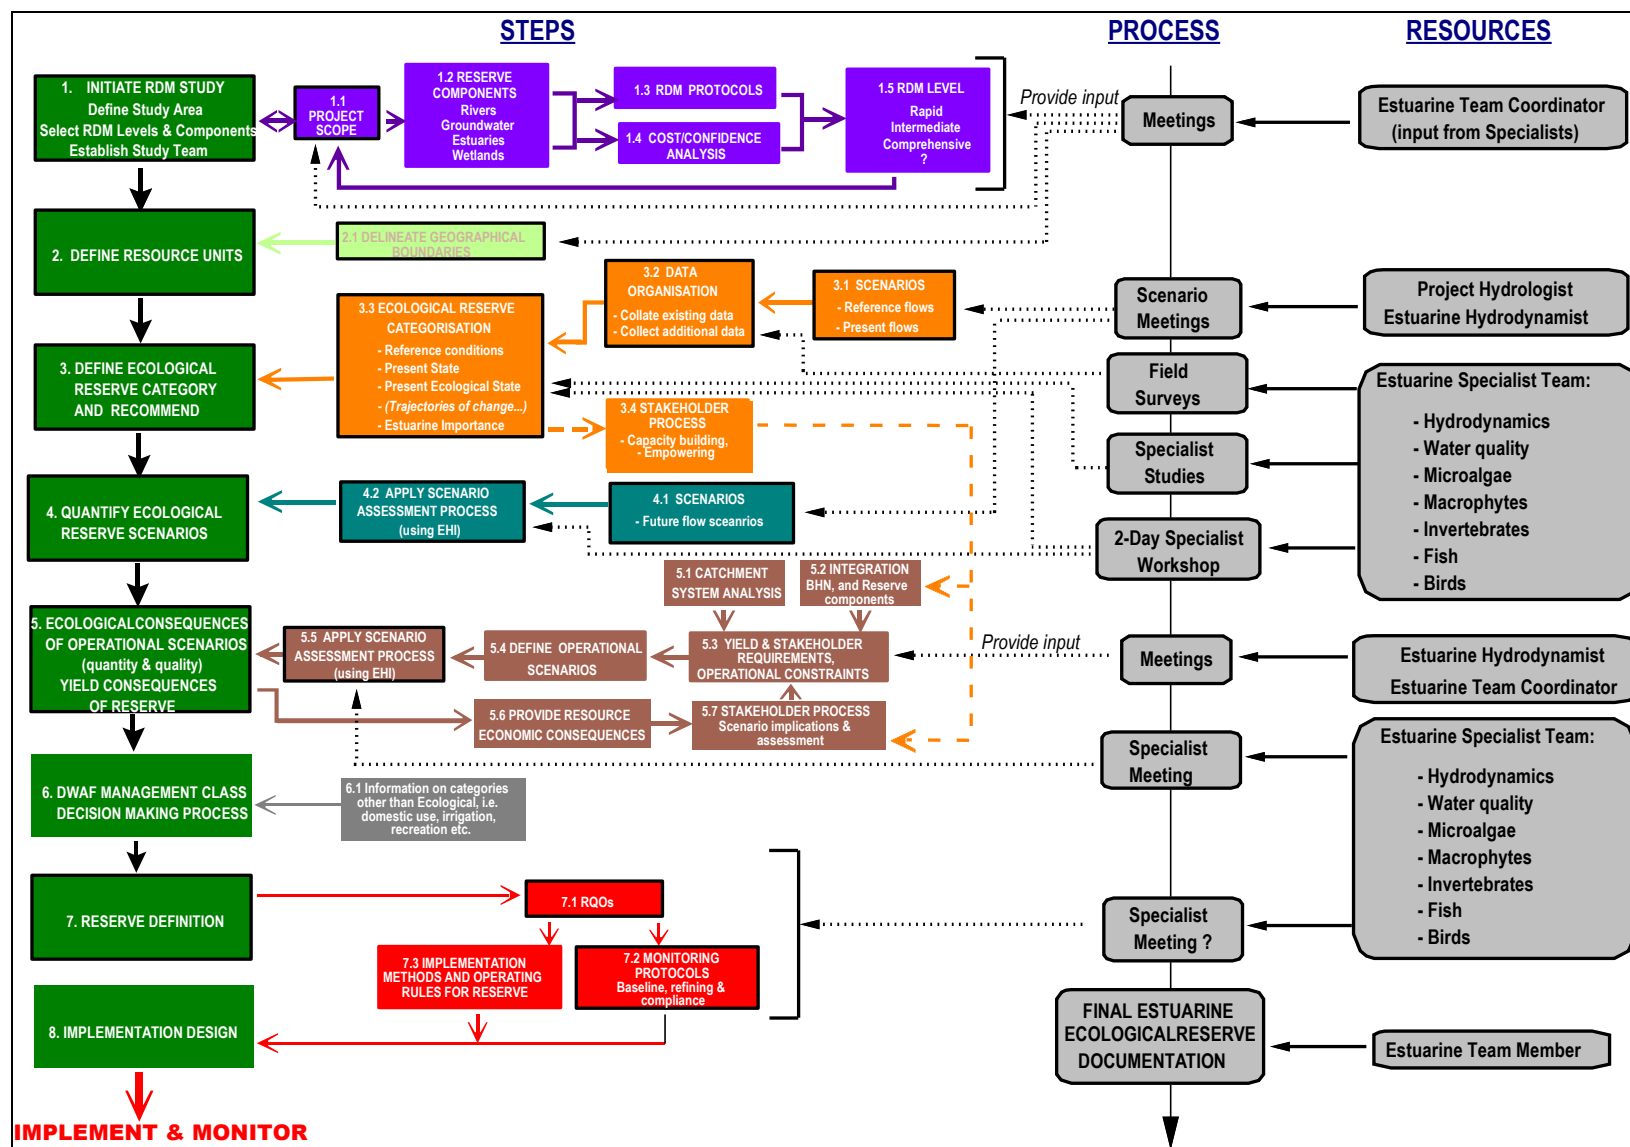 STEPS
PROCESS
RESOURCES
1. INITIATE RDM STUDY
Define Study Area
Select RDM Levels & Components
Establish Study Team
1.1
PROJECT
SCOPE
1.2 RESERVE
COMPONENTS
Rivers
Groundwater
Estuaries
Wetlands
1.3 RDM PROTOCOLS
1.4 COST/CONFIDENCE
ANALYSIS
1.5 RDM LEVEL
Rapid
Intermediate
Comprehensive
?
Provide input
Meetings
Estuarine Team Coordinator
(input from Specialists)
2. DEFINE RESOURCE UNITS
2.1 DELINEATE GEOGRAPHICAL
BOUNDARIES
3. DEFINE ECOLOGICAL
RESERVE CATEGORY
AND RECOMMEND
3.3 ECOLOGICAL RESERVE
CATEGORISATION
- Reference conditions
- Present State
- Present Ecological State
- (Trajectories of change...)
- Estuarine Importance
3.2 DATA
ORGANISATION
- Collate existing data
- Collect additional data
3.1 SCENARIOS
- Reference flows
- Present flows
3.4 STAKEHOLDER
PROCESS
- Capacity building,
- Empowering
Scenario
Meetings
Project Hydrologist
Estuarine Hydrodynamist
Field
Surveys
Specialist
Studies
2-Day Specialist
Workshop
Estuarine Specialist Team:
- Hydrodynamics
- Water quality
- Microalgae
- Macrophytes
- Invertebrates
- Fish
- Birds
4. QUANTIFY ECOLOGICAL
RESERVE SCENARIOS
4.2 APPLY SCENARIO
ASSESSMENT PROCESS
(using EHI)
4.1 SCENARIOS
- Future flow sceanrios
5. ECOLOGICALCONSEQUENCES
OF OPERATIONAL SCENARIOS
(quantity & quality)
YIELD CONSEQUENCES
OF RESERVE
5.1 CATCHMENT
SYSTEM ANALYSIS
5.2 INTEGRATION
BHN, and Reserve
components
5.5 APPLY SCENARIO
ASSESSMENT PROCESS
(using EHI)
5.4 DEFINE OPERATIONAL
SCENARIOS
5.3 YIELD & STAKEHOLDER
REQUIREMENTS,
OPERATIONAL CONSTRAINTS
5.6 PROVIDE RESOURCE
ECONOMIC CONSEQUENCES
5.7 STAKEHOLDER PROCESS
Scenario implications &
assessment
Provide input
Meetings
Estuarine Hydrodynamist
Estuarine Team Coordinator
Specialist
Meeting
Estuarine Specialist Team:
- Hydrodynamics
- Water quality
- Microalgae
- Macrophytes
- Invertebrates
- Fish
- Birds
6. DWAF MANAGEMENT CLASS
DECISION MAKING PROCESS
6.1 Information on categories
other than Ecological, i.e.
domestic use, irrigation,
recreation etc.
7. RESERVE DEFINITION
7.1 RQOs
7.3 IMPLEMENTATION
METHODS AND OPERATING
RULES FOR RESERVE
7.2 MONITORING
PROTOCOLS
Baseline, refining &
compliance
Specialist
Meeting ?
8. IMPLEMENTATION DESIGN
FINAL ESTUARINE
ECOLOGICALRESERVE
DOCUMENTATION
Estuarine Team Member
IMPLEMENT & MONITOR